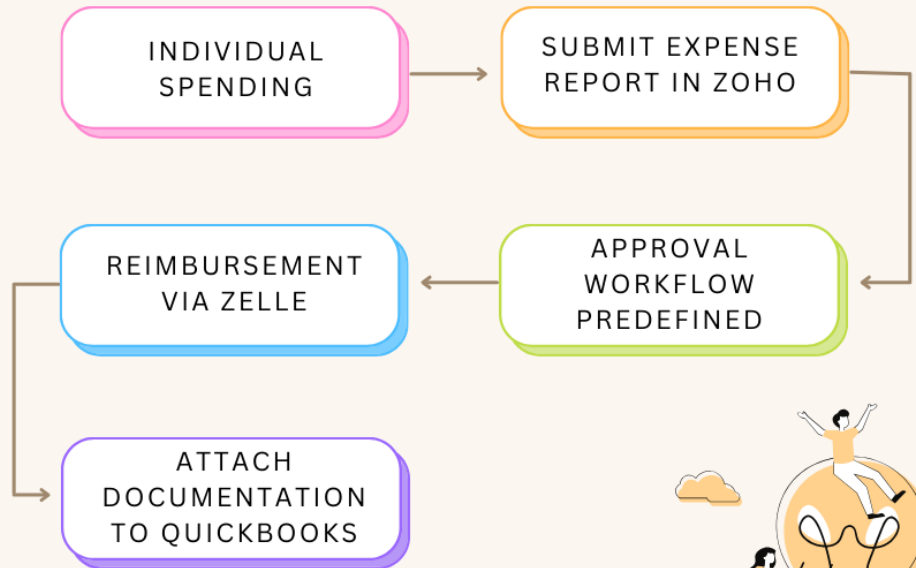 INDIVIDUAL
SPENDING
SUBMIT EXPENSE
REPORT IN ZOHO
APPROVAL
WORKFLOW
PREDEFINED
REIMBURSEMENT
VIA ZELLE
ATTACH
DOCUMENTATION
TO QUICKBOOKS